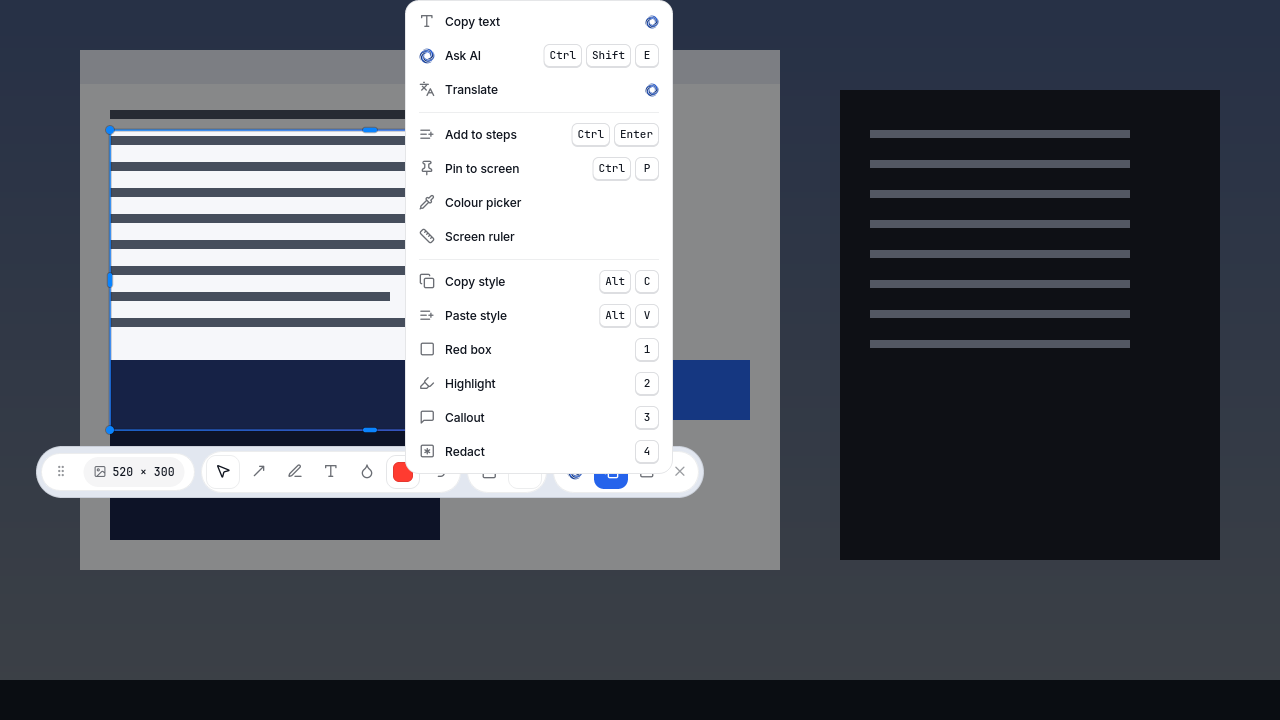 Copy text
Ask AI Ctrl Shift E
Translate
Add to steps Ctrl Enter
Pin to screen Ctrl P
Colour picker
Screen ruler
Copy style Alt C
Paste style Alt V
Red box 1
Highlight 2
Callout 3
Redact 4
520 × 300